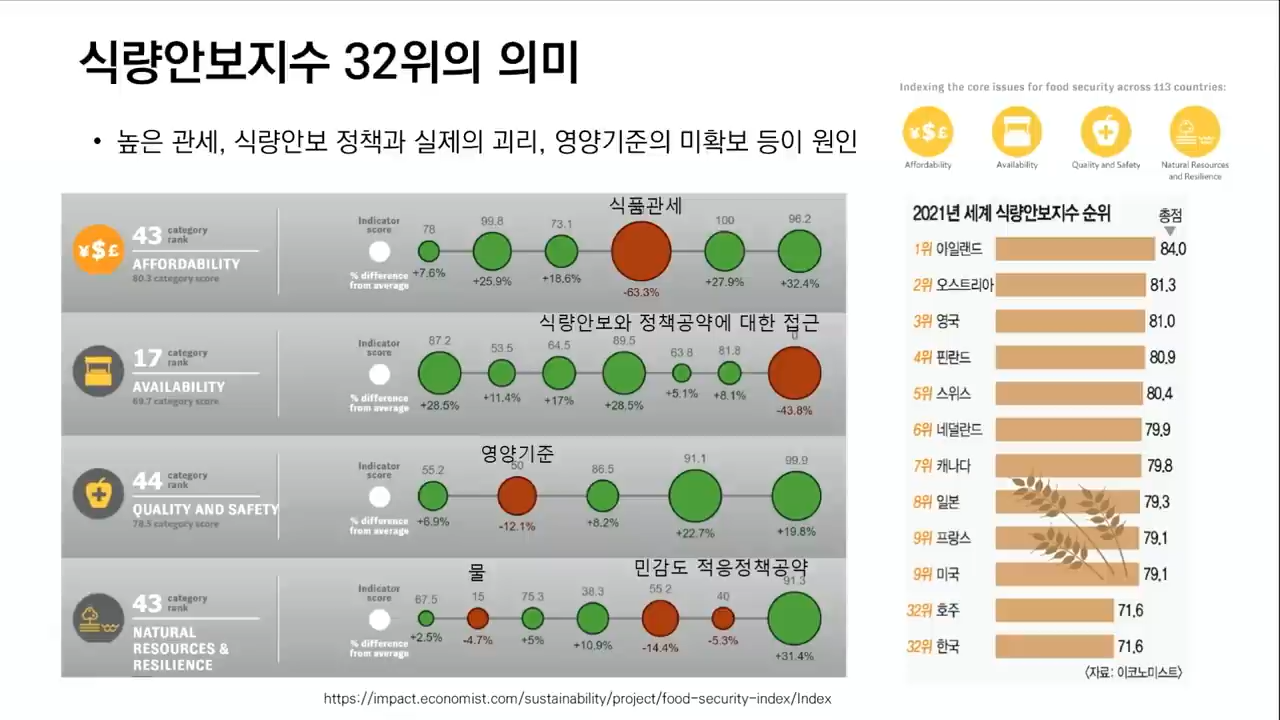 식량안보지수 32위의 의미
• 높은 관세, 식량안보 정책과 실제의 괴리, 영양기준의 미확보 등이 원인
Indexing the core issues for food security across 113 countries:
Affordability
Availability
Quality and Safety
Natural Resources and Resilience
¥$£
43 category rank
AFFORDABILITY
80.3 category score
Indicator score
% difference from average
식품관세
78 99.8 73.1 100 96.2
+7.6% +25.9% +18.6% -63.3% +27.9% +32.4%
17 category rank
AVAILABILITY
69.7 category score
Indicator score
% difference from average
식량안보와 정책공약에 대한 접근
87.2 53.5 64.5 89.5 63.8 81.8 0
+28.5% +11.4% +17% +28.5% +5.1% +8.1% -43.8%
44 category rank
QUALITY AND SAFETY
78.5 category score
Indicator score
% difference from average
영양기준
55.2 50 86.5 91.1 99.9
+6.9% -12.1% +8.2% +22.7% +19.8%
43 category rank
NATURAL
RESOURCES &
RESILIENCE
Indicator score
% difference from average
물 민감도 적응정책공약
67.5 15 75.3 38.3 55.2 40 91.3
+2.5% -4.7% +5% +10.9% -14.4% -5.3% +31.4%
https://impact.economist.com/sustainability/project/food-security-index/Index
¥$£
2021년 세계 식량안보지수 순위
총점
1위 아일랜드 84.0
2위 오스트리아 81.3
3위 영국 81.0
4위 핀란드 80.9
5위 스위스 80.4
6위 네덜란드 79.9
7위 캐나다 79.8
8위 일본 79.3
9위 프랑스 79.1
9위 미국 79.1
32위 호주 71.6
32위 한국 71.6
〈자료: 이코노미스트〉